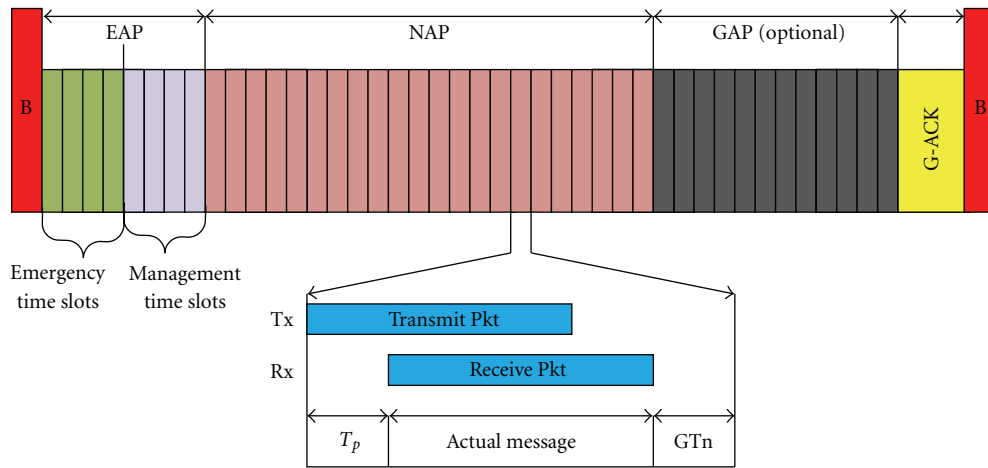 EAP
NAP
GAP (optional)
B
G-ACK
B
Emergency
time slots
Management
time slots
Tx
Transmit Pkt
Rx
Receive Pkt
Tp
Actual message
GTn